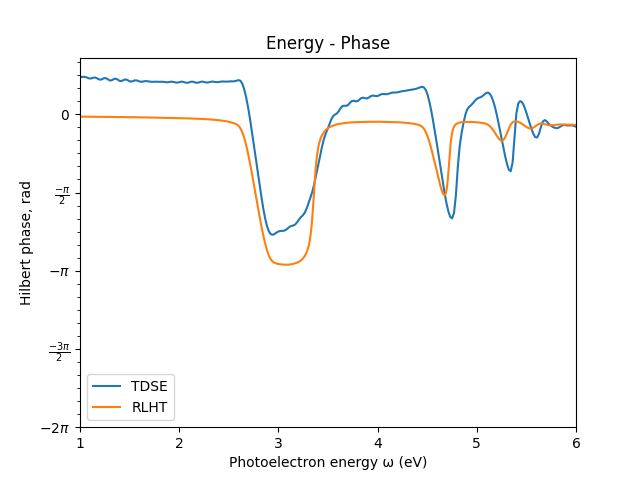 Energy - Phase
Hilbert phase, rad
0
-π/2
-π
-3π/2
-2π
TDSE
RLHT
1 2 3 4 5 6
Photoelectron energy ω (eV)